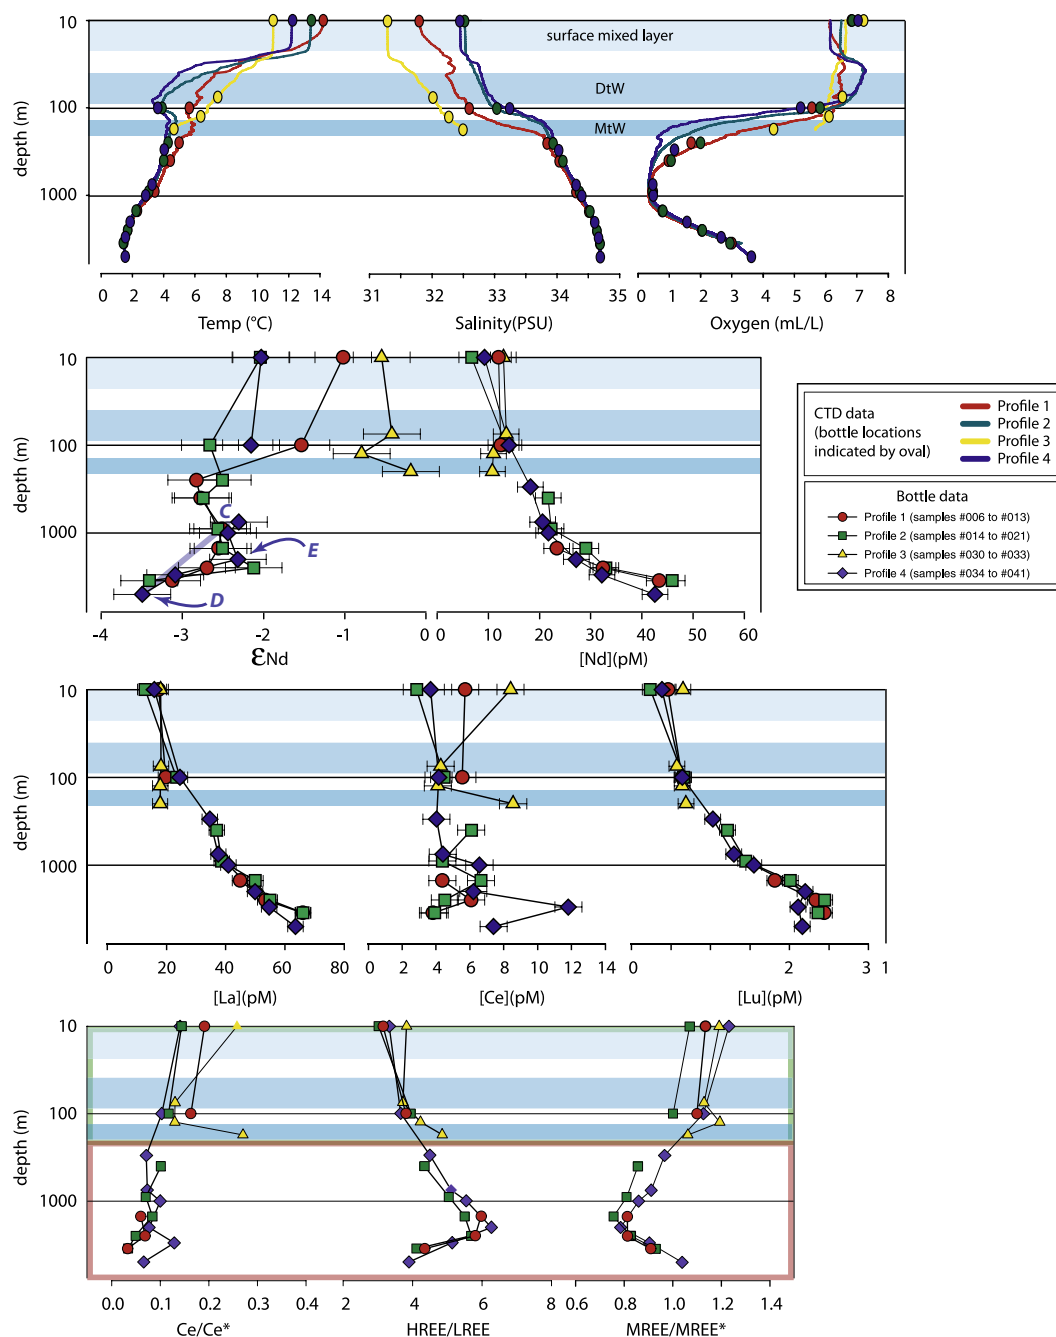 10
100
1000
depth (m)
surface mixed layer
DtW
MtW
0 2 4 6 8 10 12 14
Temp (°C)
31 32 33 34 35
Salinity(PSU)
0 1 2 3 4 5 6 7 8
Oxygen (mL/L)
10
100
1000
depth (m)
C
E
D
-4 -3 -2 -1 0
εNd
0 10 20 30 40 50 60
[Nd](pM)
CTD data
(bottle locations
indicated by oval)
Profile 1
Profile 2
Profile 3
Profile 4
Bottle data
Profile 1 (samples #006 to #013)
Profile 2 (samples #014 to #021)
Profile 3 (samples #030 to #033)
Profile 4 (samples #034 to #041)
10
100
1000
depth (m)
0 20 40 60 80
[La](pM)
0 2 4 6 8 10 12 14
[Ce](pM)
0 2 3 1
[Lu](pM)
10
100
1000
depth (m)
0.0 0.1 0.2 0.3 0.4
Ce/Ce*
2 4 6 8
HREE/LREE
0.6 0.8 1.0 1.2 1.4
MREE/MREE*